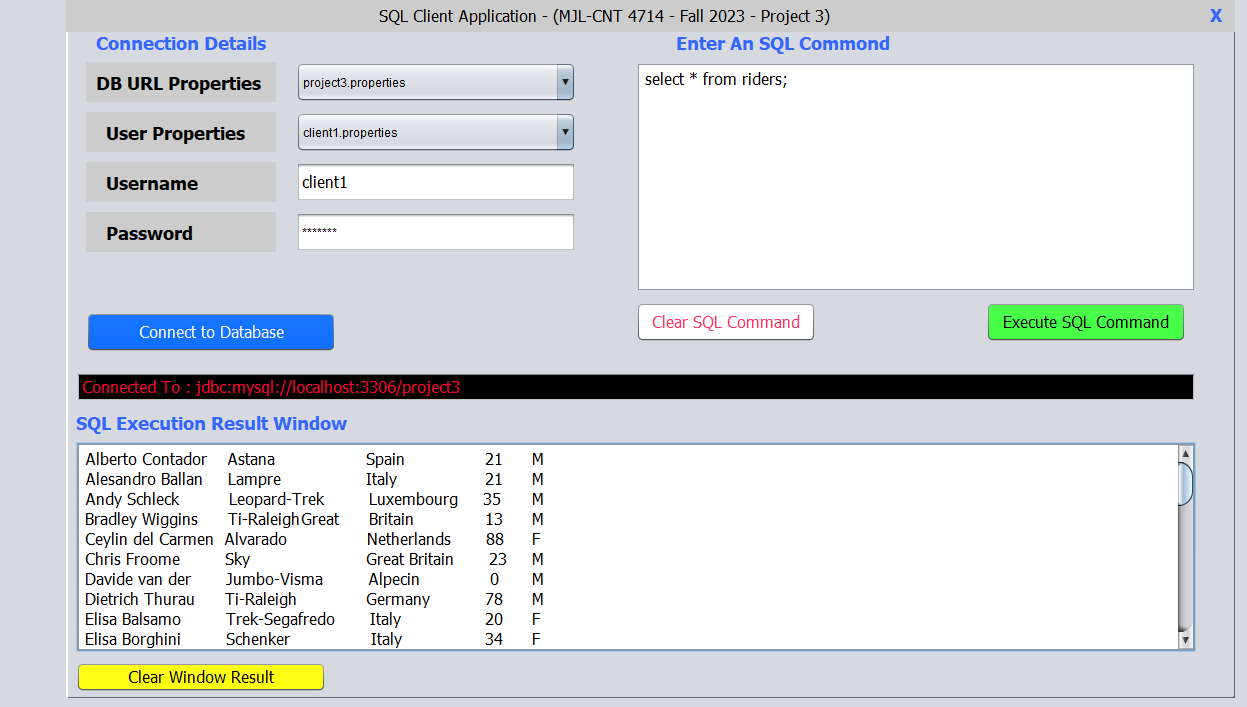 SQL Client Application - (MJL-CNT 4714 - Fall 2023 - Project 3)
X
Connection Details
DB URL Properties
project3.properties
User Properties
client1.properties
Username
client1
Password
*******
Connect to Database
Enter An SQL Commond
select * from riders;
Clear SQL Command
Execute SQL Command
Connected To : jdbc:mysql://localhost:3306/project3
SQL Execution Result Window
Alberto Contador Astana Spain 21 M
Alesandro Ballan Lampre Italy 21 M
Andy Schleck Leopard-Trek Luxembourg 35 M
Bradley Wiggins Ti-Raleigh Great Britain 13 M
Ceylin del Carmen Alvarado Netherlands 88 F
Chris Froome Sky Great Britain 23 M
Davide van der Jumbo-Visma Alpecin 0 M
Dietrich Thurau Ti-Raleigh Germany 78 M
Elisa Balsamo Trek-Segafredo Italy 20 F
Elisa Borghini Schenker Italy 34 F
Clear Window Result